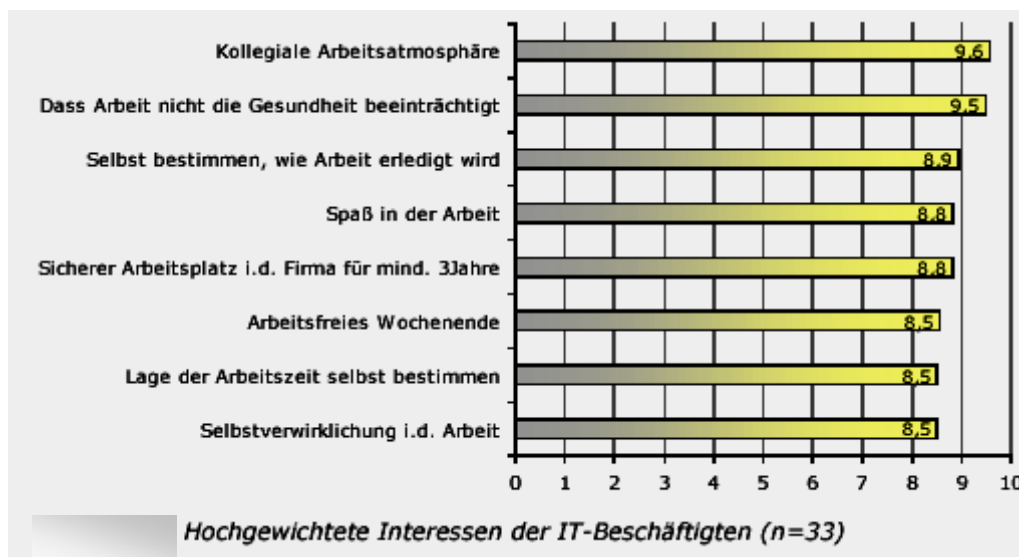 Kollegiale Arbeitsatmosphäre 9,6
Dass Arbeit nicht die Gesundheit beeinträchtigt 9,5
Selbst bestimmen, wie Arbeit erledigt wird 8,9
Spaß in der Arbeit 8,8
Sicherer Arbeitsplatz i.d. Firma für mind. 3Jahre 8,8
Arbeitsfreies Wochenende 8,5
Lage der Arbeitszeit selbst bestimmen 8,5
Selbstverwirklichung i.d. Arbeit 8,5
0 1 2 3 4 5 6 7 8 9 10
Hochgewichtete Interessen der IT-Beschäftigten (n=33)